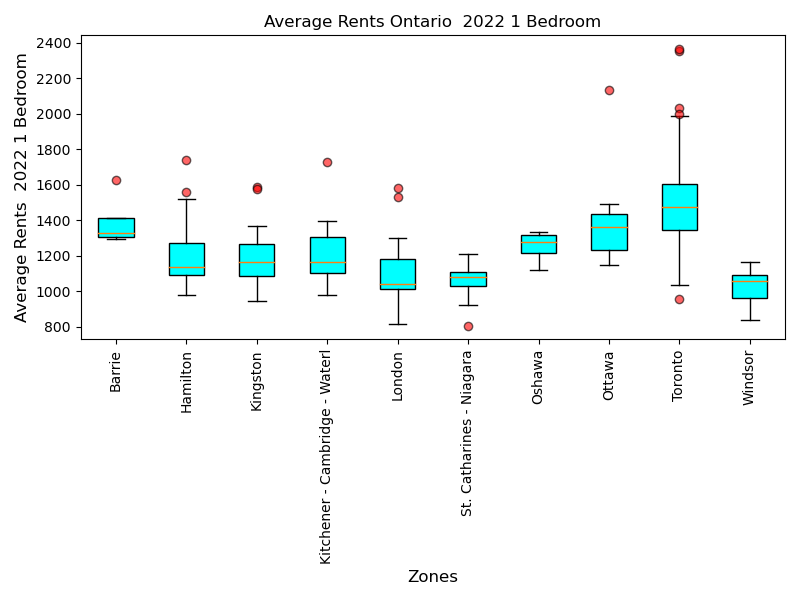 Average Rents Ontario  2022 1 Bedroom
Average Rents  2022 1 Bedroom
2400
2200
2000
1800
1600
1400
1200
1000
800
Barrie
Hamilton
Kingston
Kitchener - Cambridge - Waterl
London
St. Catharines - Niagara
Oshawa
Ottawa
Toronto
Windsor
Zones